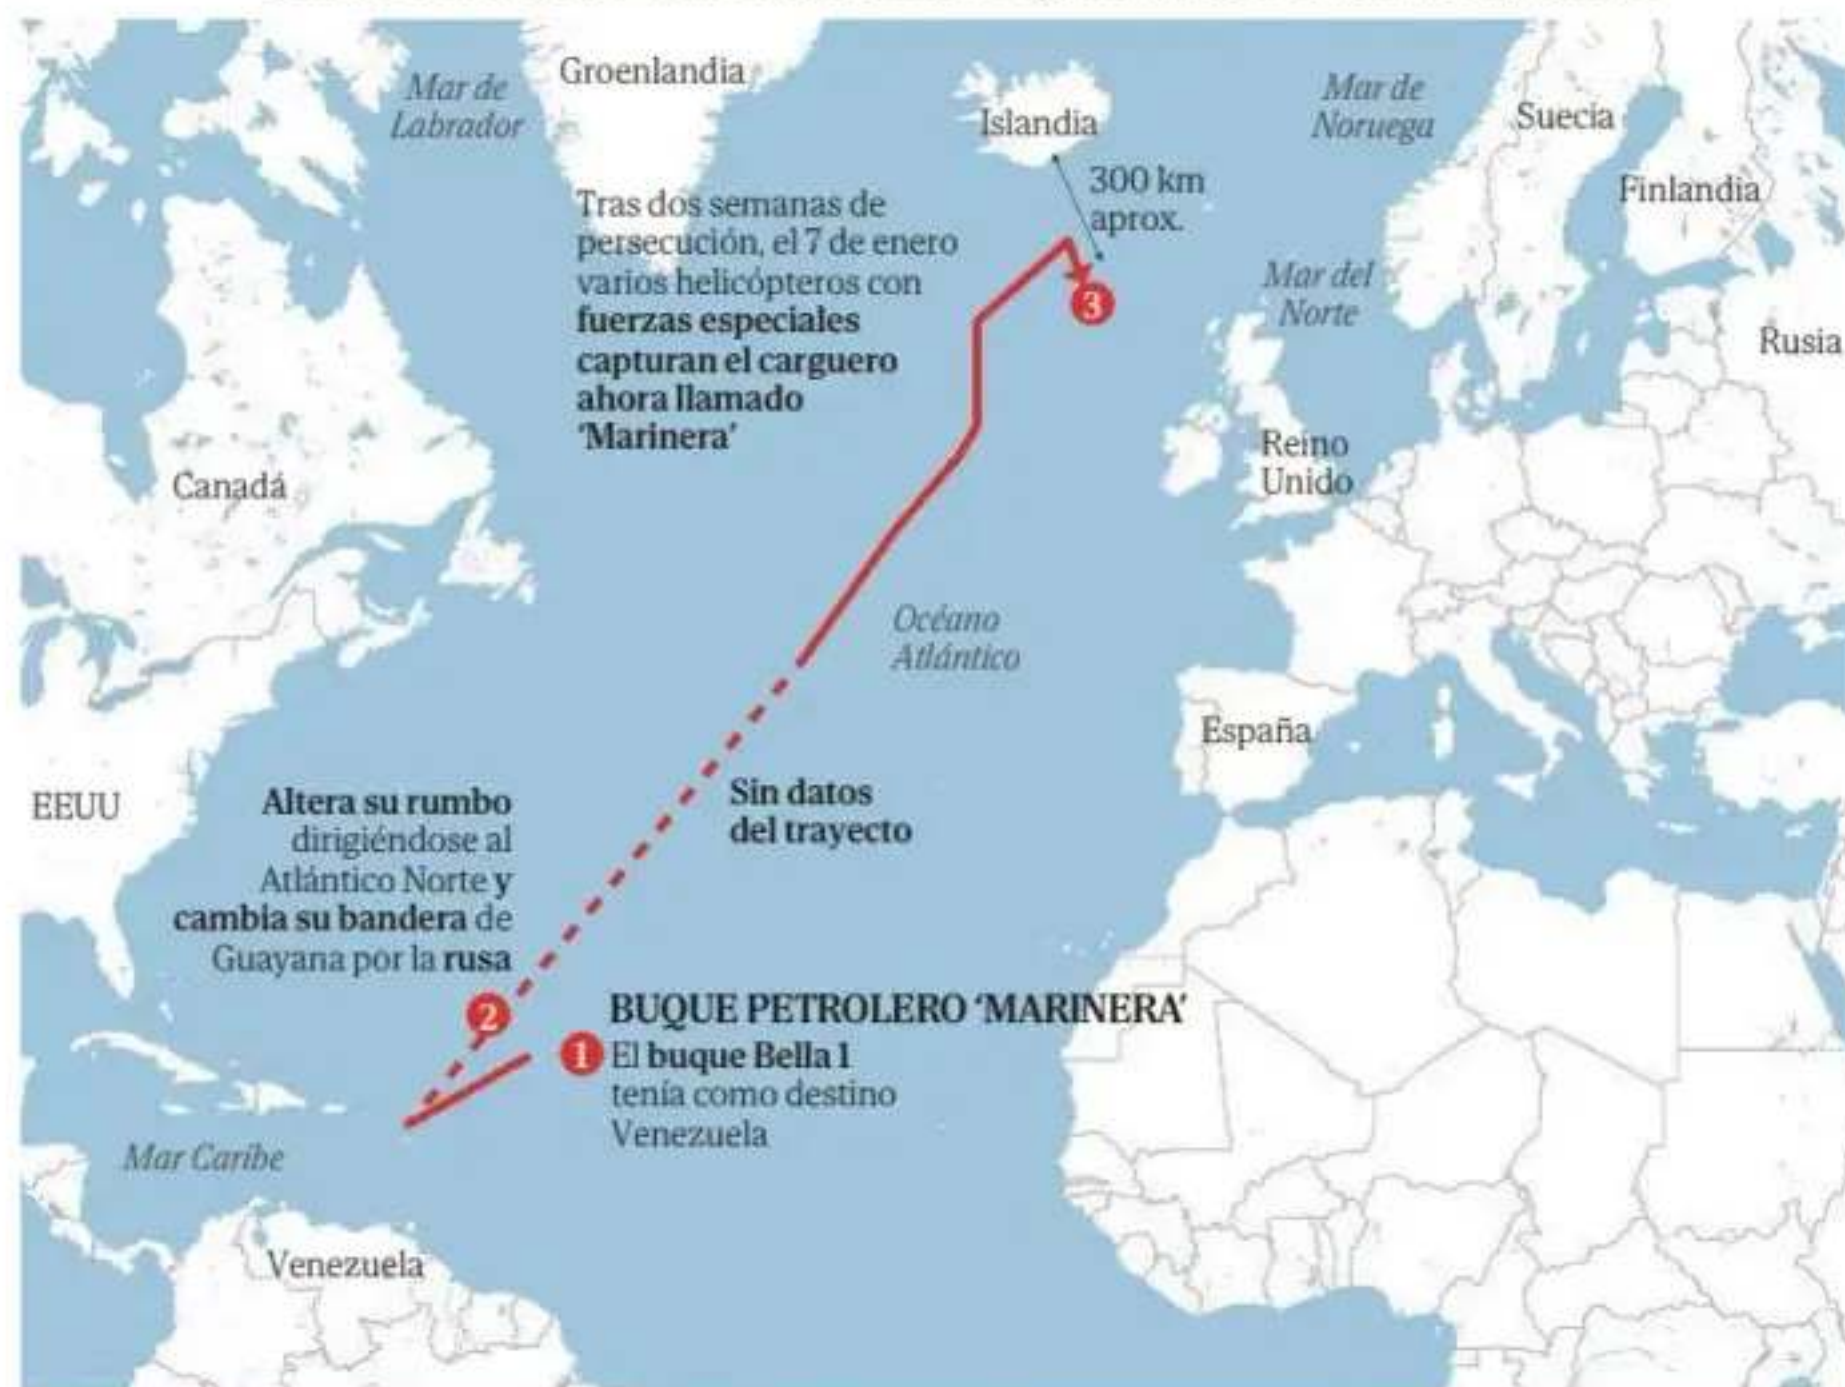 Mar de
Labrador
Groenlandia
Islandia
Mar de
Noruega
Suecia
Finlandia
300 km
aprox.
Tras dos semanas de
persecución, el 7 de enero
varios helicópteros con
fuerzas especiales
capturan el carguero
ahora llamado
‘Marinera’
Mar del
Norte
3
Rusia
Canadá
Reino
Unido
Océano
Atlántico
España
EEUU
Altera su rumbo
dirigiéndose al
Atlántico Norte y
cambia su bandera de
Guayana por la rusa
Sin datos
del trayecto
2
BUQUE PETROLERO ‘MARINERA’
1 El buque Bella 1
tenía como destino
Venezuela
Mar Caribe
Venezuela